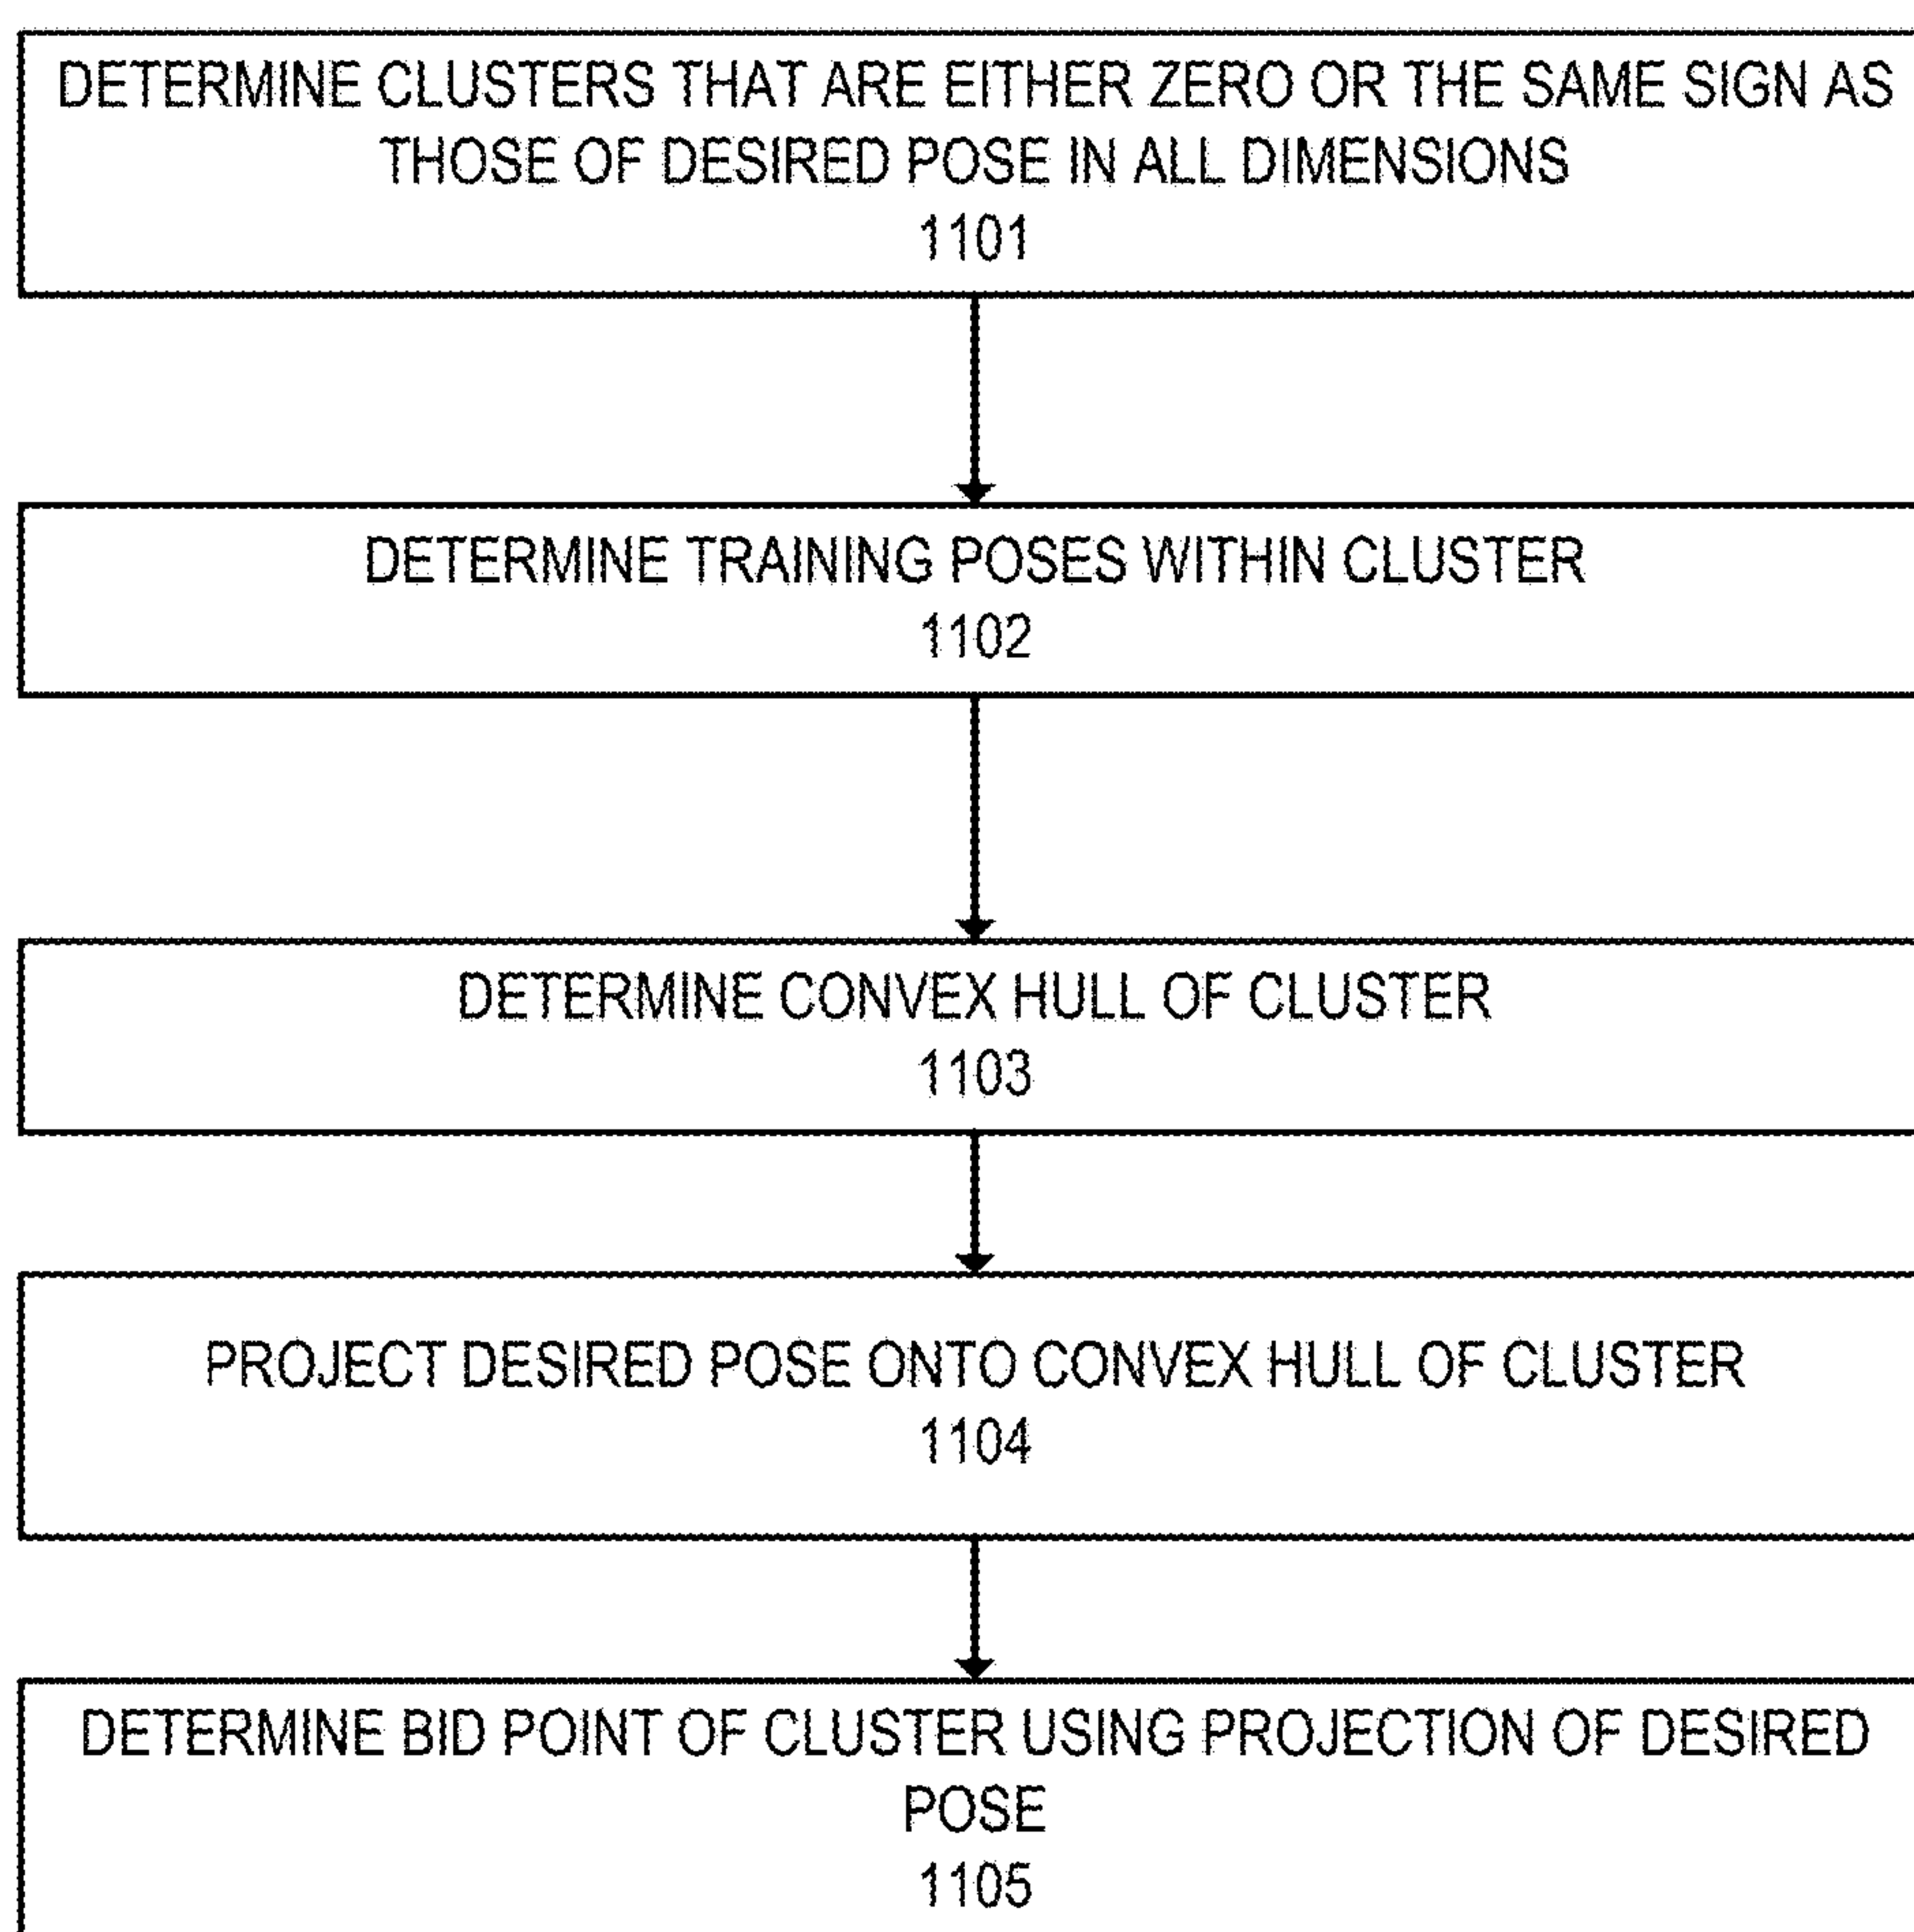 DETERMINE CLUSTERS THAT ARE EITHER ZERO OR THE SAME SIGN AS
THOSE OF DESIRED POSE IN ALL DIMENSIONS
1101
DETERMINE TRAINING POSES WITHIN CLUSTER
1102
DETERMINE CONVEX HULL OF CLUSTER
1103
PROJECT DESIRED POSE ONTO CONVEX HULL OF CLUSTER
1104
DETERMINE BID POINT OF CLUSTER USING PROJECTION OF DESIRED
POSE
1105